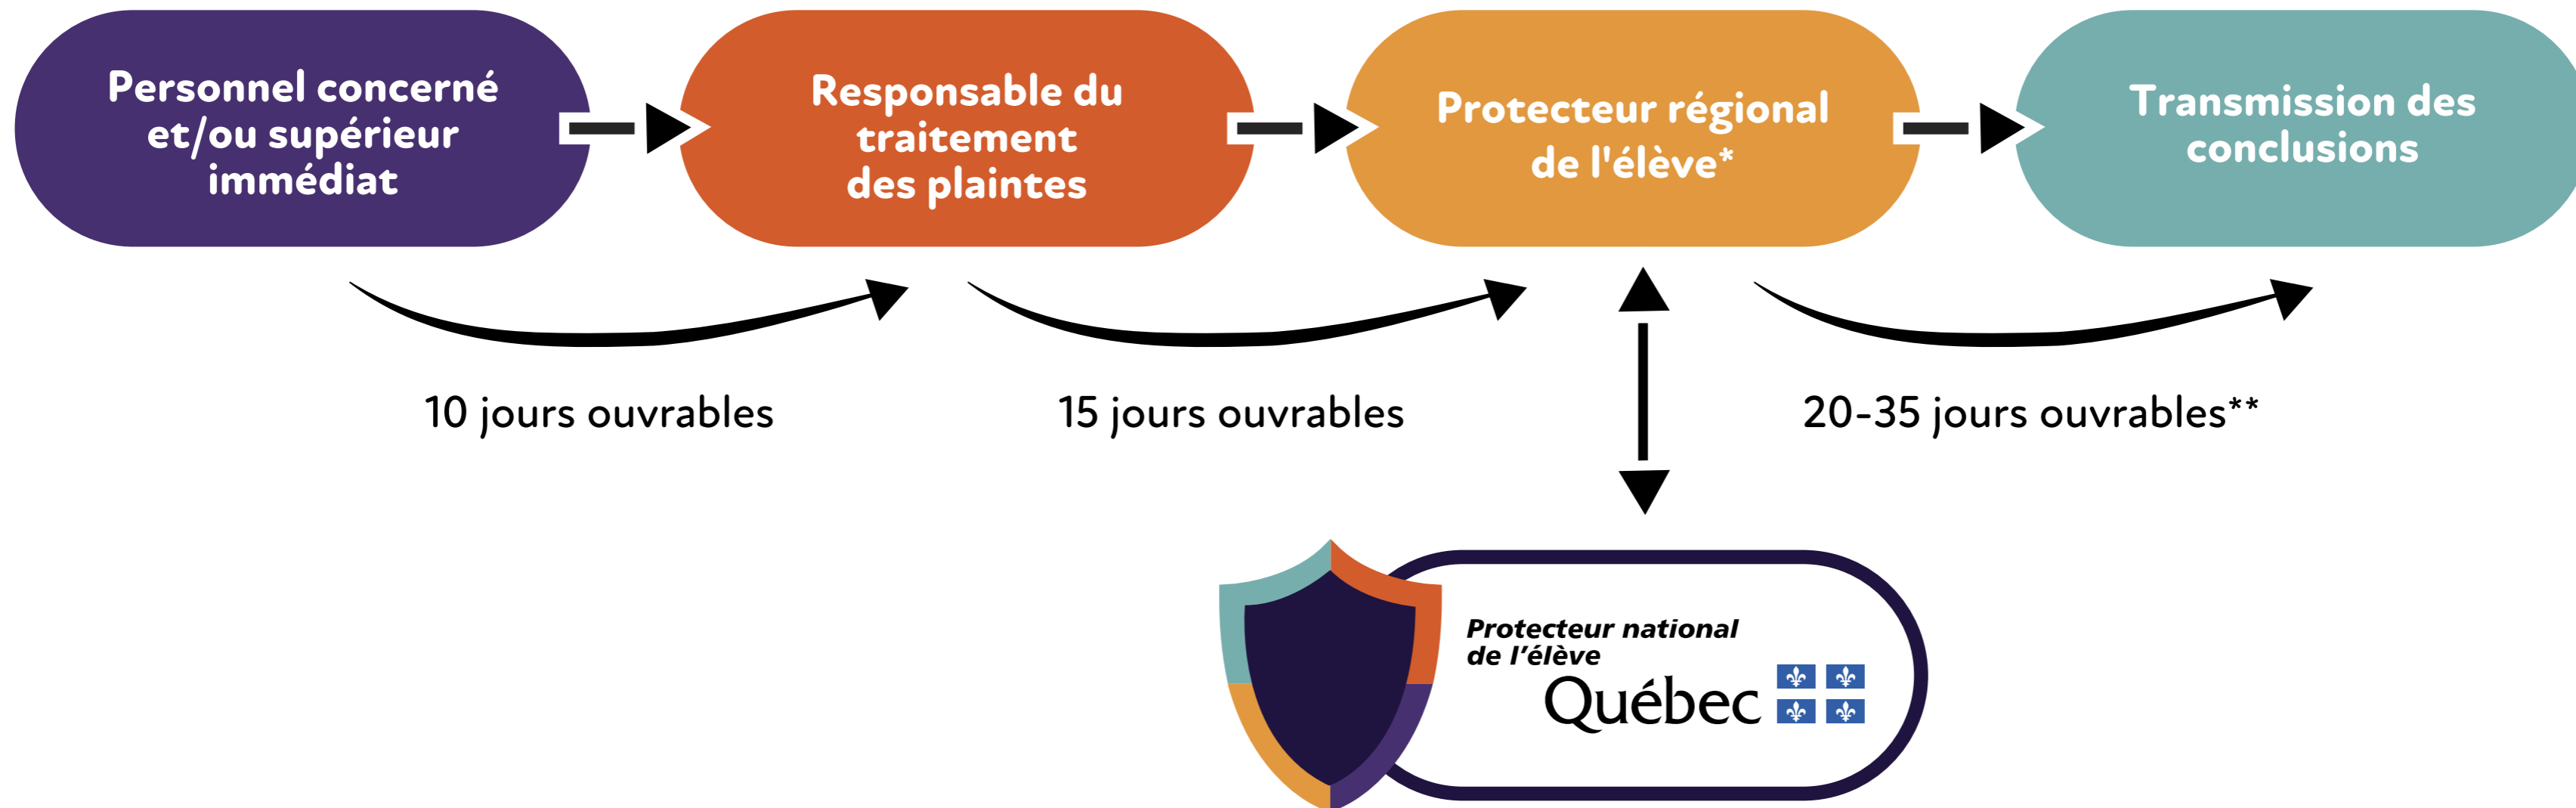 Personnel concerné
et/ou supérieur
immédiat
Responsable du
traitement
des plaintes
Protecteur régional
de l'élève*
Transmission des
conclusions
10 jours ouvrables
15 jours ouvrables
20-35 jours ouvrables**
Protecteur national
de l'élève
Québec